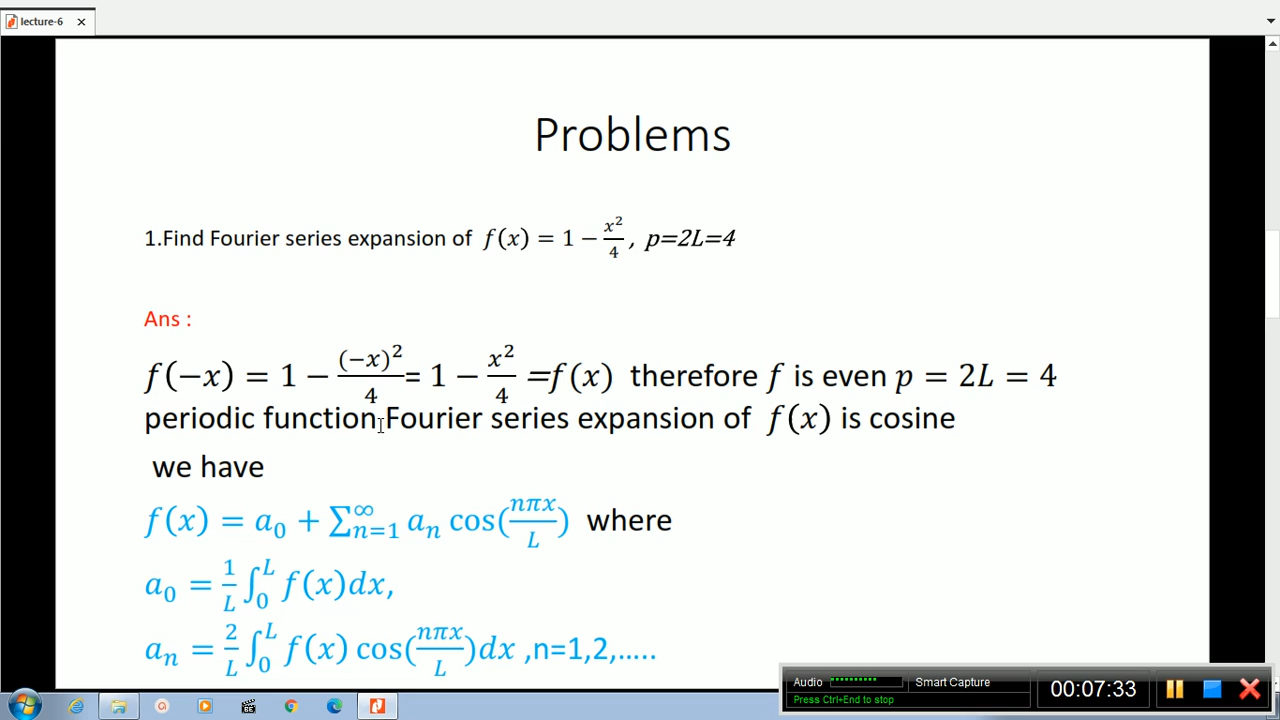 lecture-6
Problems
1.Find Fourier series expansion of f(x) = 1 − x²/4 , p=2L=4
Ans :
f(−x) = 1 − (−x)²/4 = 1 − x²/4 =f(x) therefore f is even p = 2L = 4
periodic function,Fourier series expansion of f(x) is cosine
we have
f(x) = a₀ + ∑ₙ₌₁^∞ aₙ cos(nπx/L) where
a₀ = 1/L ∫₀ᴸ f(x)dx,
aₙ = 2/L ∫₀ᴸ f(x) cos(nπx/L)dx ,n=1,2,…..
Audio Smart Capture 00:07:33
Press Ctrl+End to stop